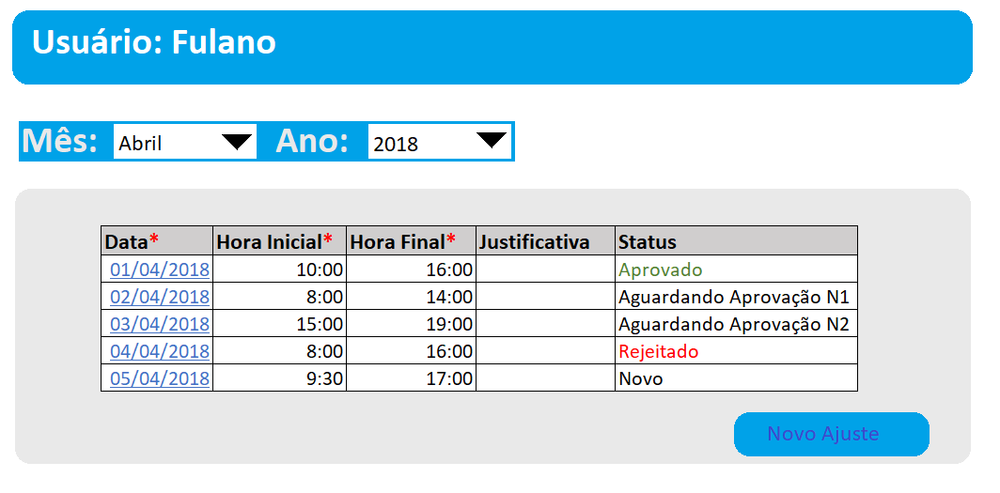 Usuário: Fulano
Mês: Abril Ano: 2018
Data* Hora Inicial* Hora Final* Justificativa Status
01/04/2018 10:00 16:00 Aprovado
02/04/2018 8:00 14:00 Aguardando Aprovação N1
03/04/2018 15:00 19:00 Aguardando Aprovação N2
04/04/2018 8:00 16:00 Rejeitado
05/04/2018 9:30 17:00 Novo
Novo Ajuste